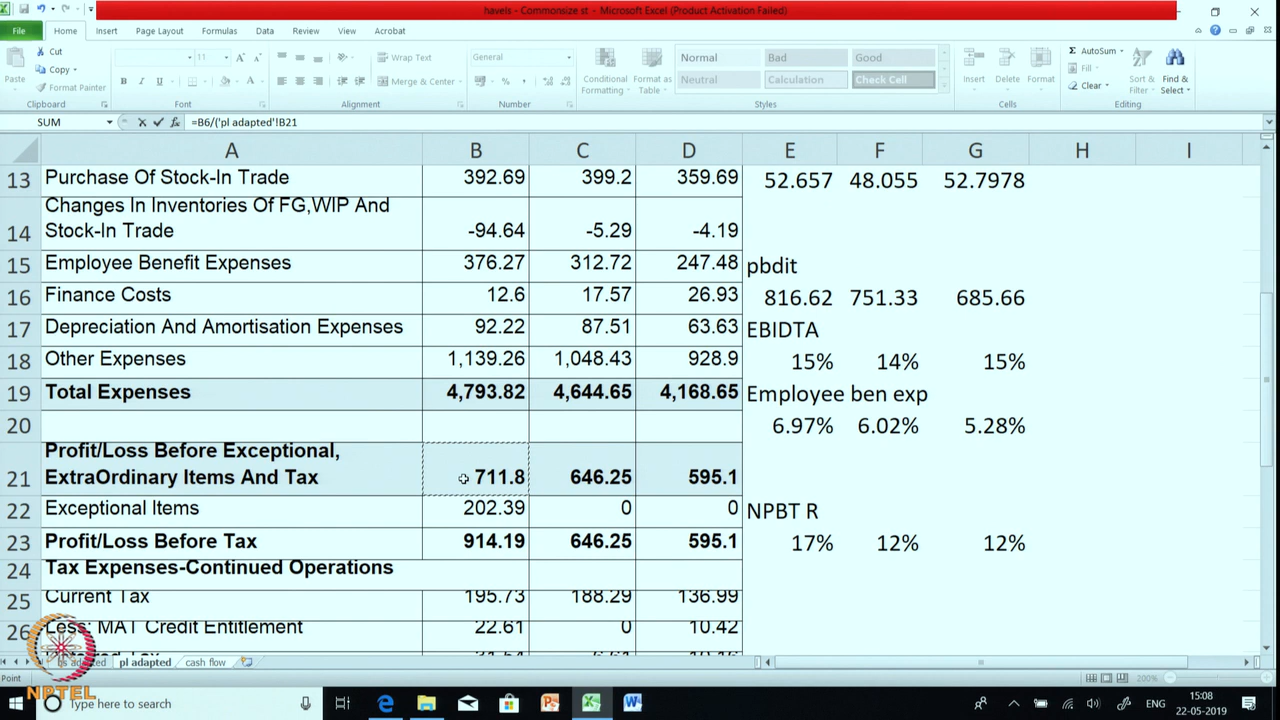 havels - Commonsize st - Microsoft Excel (Product Activation Failed)
File Home Insert Page Layout Formulas Data Review View Acrobat
Cut
Copy
Format Painter
Paste
Clipboard
11
Font
Wrap Text
Merge & Center
Alignment
General
Number
Conditional Formatting
Format as Table
Normal Bad Good
Neutral Calculation Check Cell
Styles
Insert Delete Format
Cells
AutoSum
Fill
Clear
Sort & Filter
Find & Select
Editing
SUM =B6/('pl adapted'!B21
A B C D E F G H I
13 Purchase Of Stock-In Trade 392.69 399.2 359.69 52.657 48.055 52.7978
Changes In Inventories Of FG,WIP And
14 Stock-In Trade -94.64 -5.29 -4.19
15 Employee Benefit Expenses 376.27 312.72 247.48 pbdit
16 Finance Costs 12.6 17.57 26.93 816.62 751.33 685.66
17 Depreciation And Amortisation Expenses 92.22 87.51 63.63 EBIDTA
18 Other Expenses 1,139.26 1,048.43 928.9 15% 14% 15%
19 Total Expenses 4,793.82 4,644.65 4,168.65 Employee ben exp
20 6.97% 6.02% 5.28%
Profit/Loss Before Exceptional,
21 ExtraOrdinary Items And Tax 711.8 646.25 595.1
22 Exceptional Items 202.39 0 0 NPBT R
23 Profit/Loss Before Tax 914.19 646.25 595.1 17% 12% 12%
24 Tax Expenses-Continued Operations
25 Current Tax 195.73 188.29 136.99
26 Less: MAT Credit Entitlement 22.61 0 10.42
adapted pl adapted cash flow
Point 200%
NPTEL
Type here to search
ENG
15:08
22-05-2019